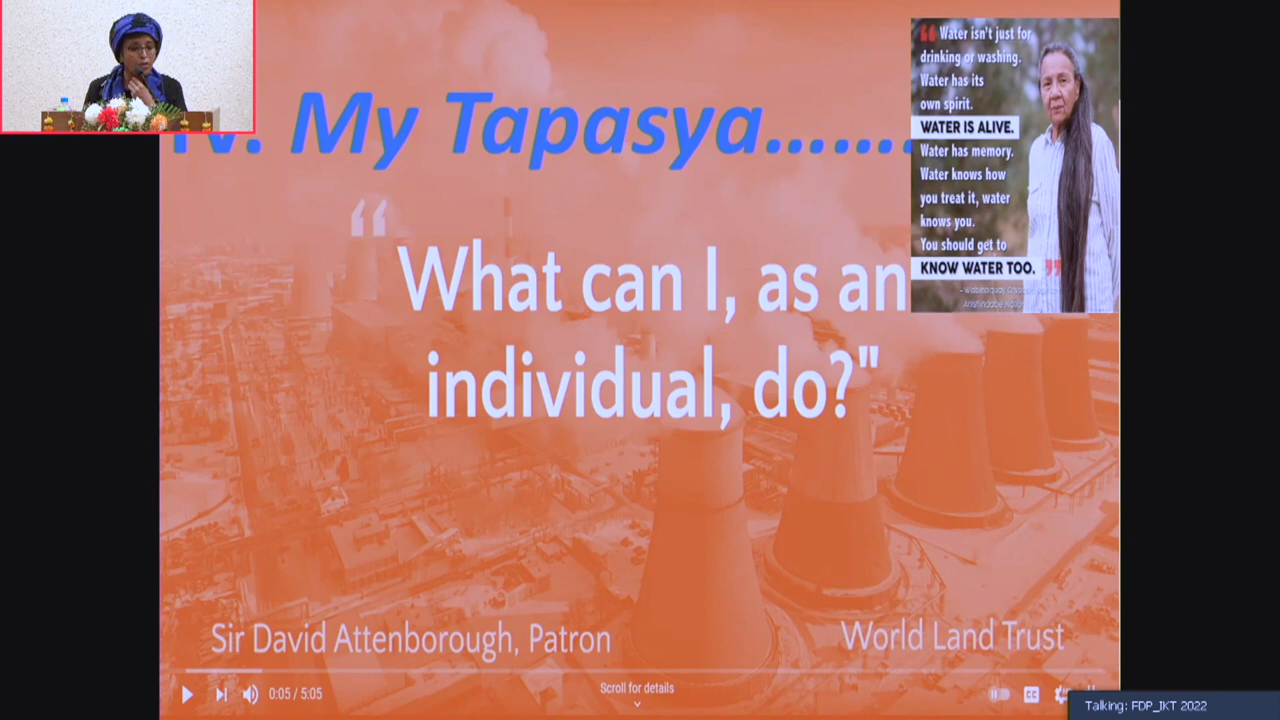 IV. My Tapasya.......
“
What can I, as an
individual, do?"
Sir David Attenborough, Patron
World Land Trust
“ Water isn't just for
drinking or washing.
Water has its
own spirit.
WATER IS ALIVE.
Water has memory.
Water knows how
you treat it, water
knows you.
You should get to
KNOW WATER TOO. ”
0:05 / 5:05
Scroll for details
CC
Talking: FDP_IKT 2022